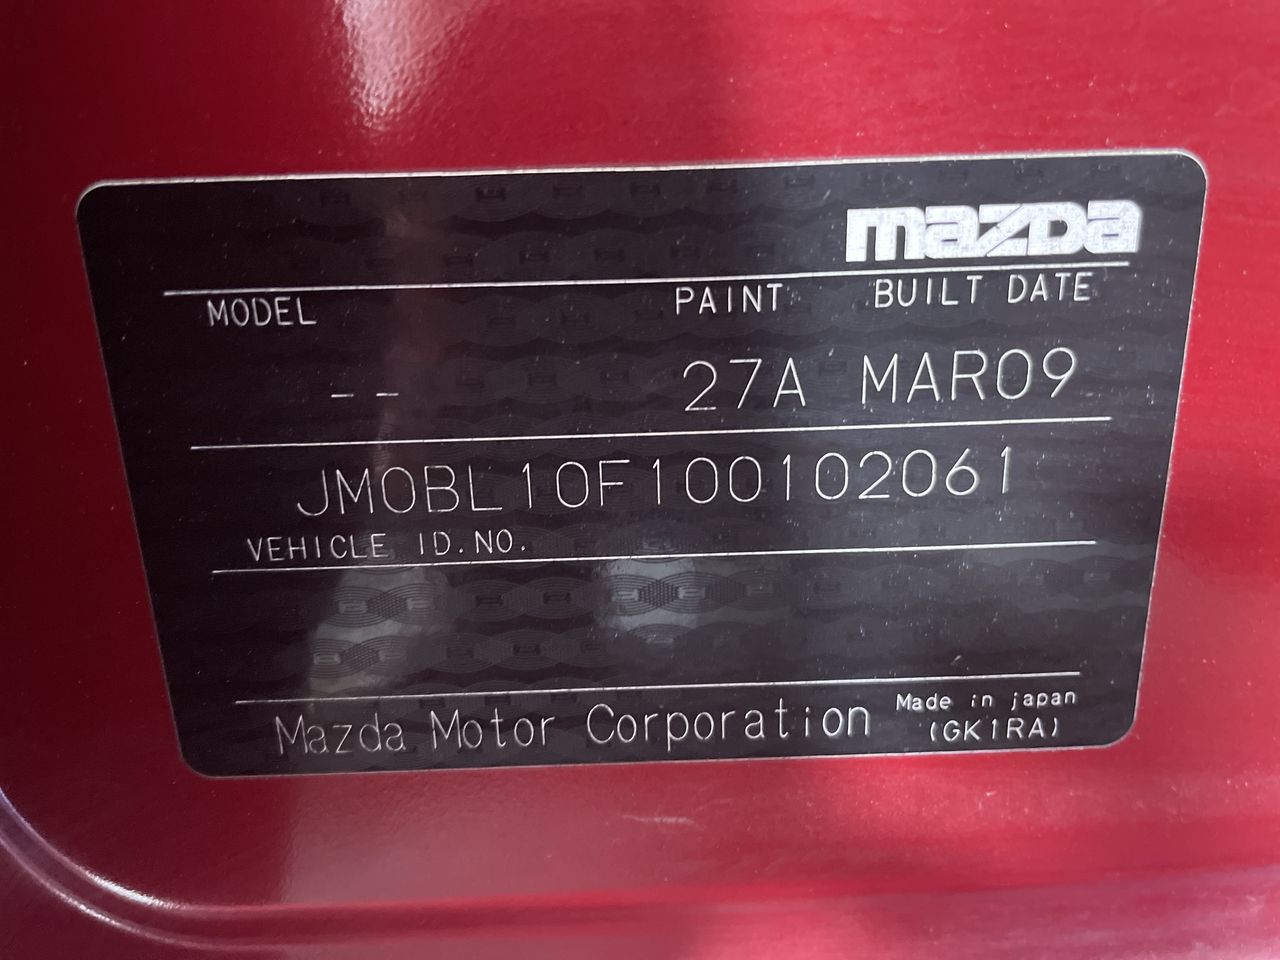 mazda
MODEL PAINT BUILT DATE
-- 27A MAR09
JM0BL10F100102061
VEHICLE ID.NO.
Mazda Motor Corporation Made in japan
(GK1RA)